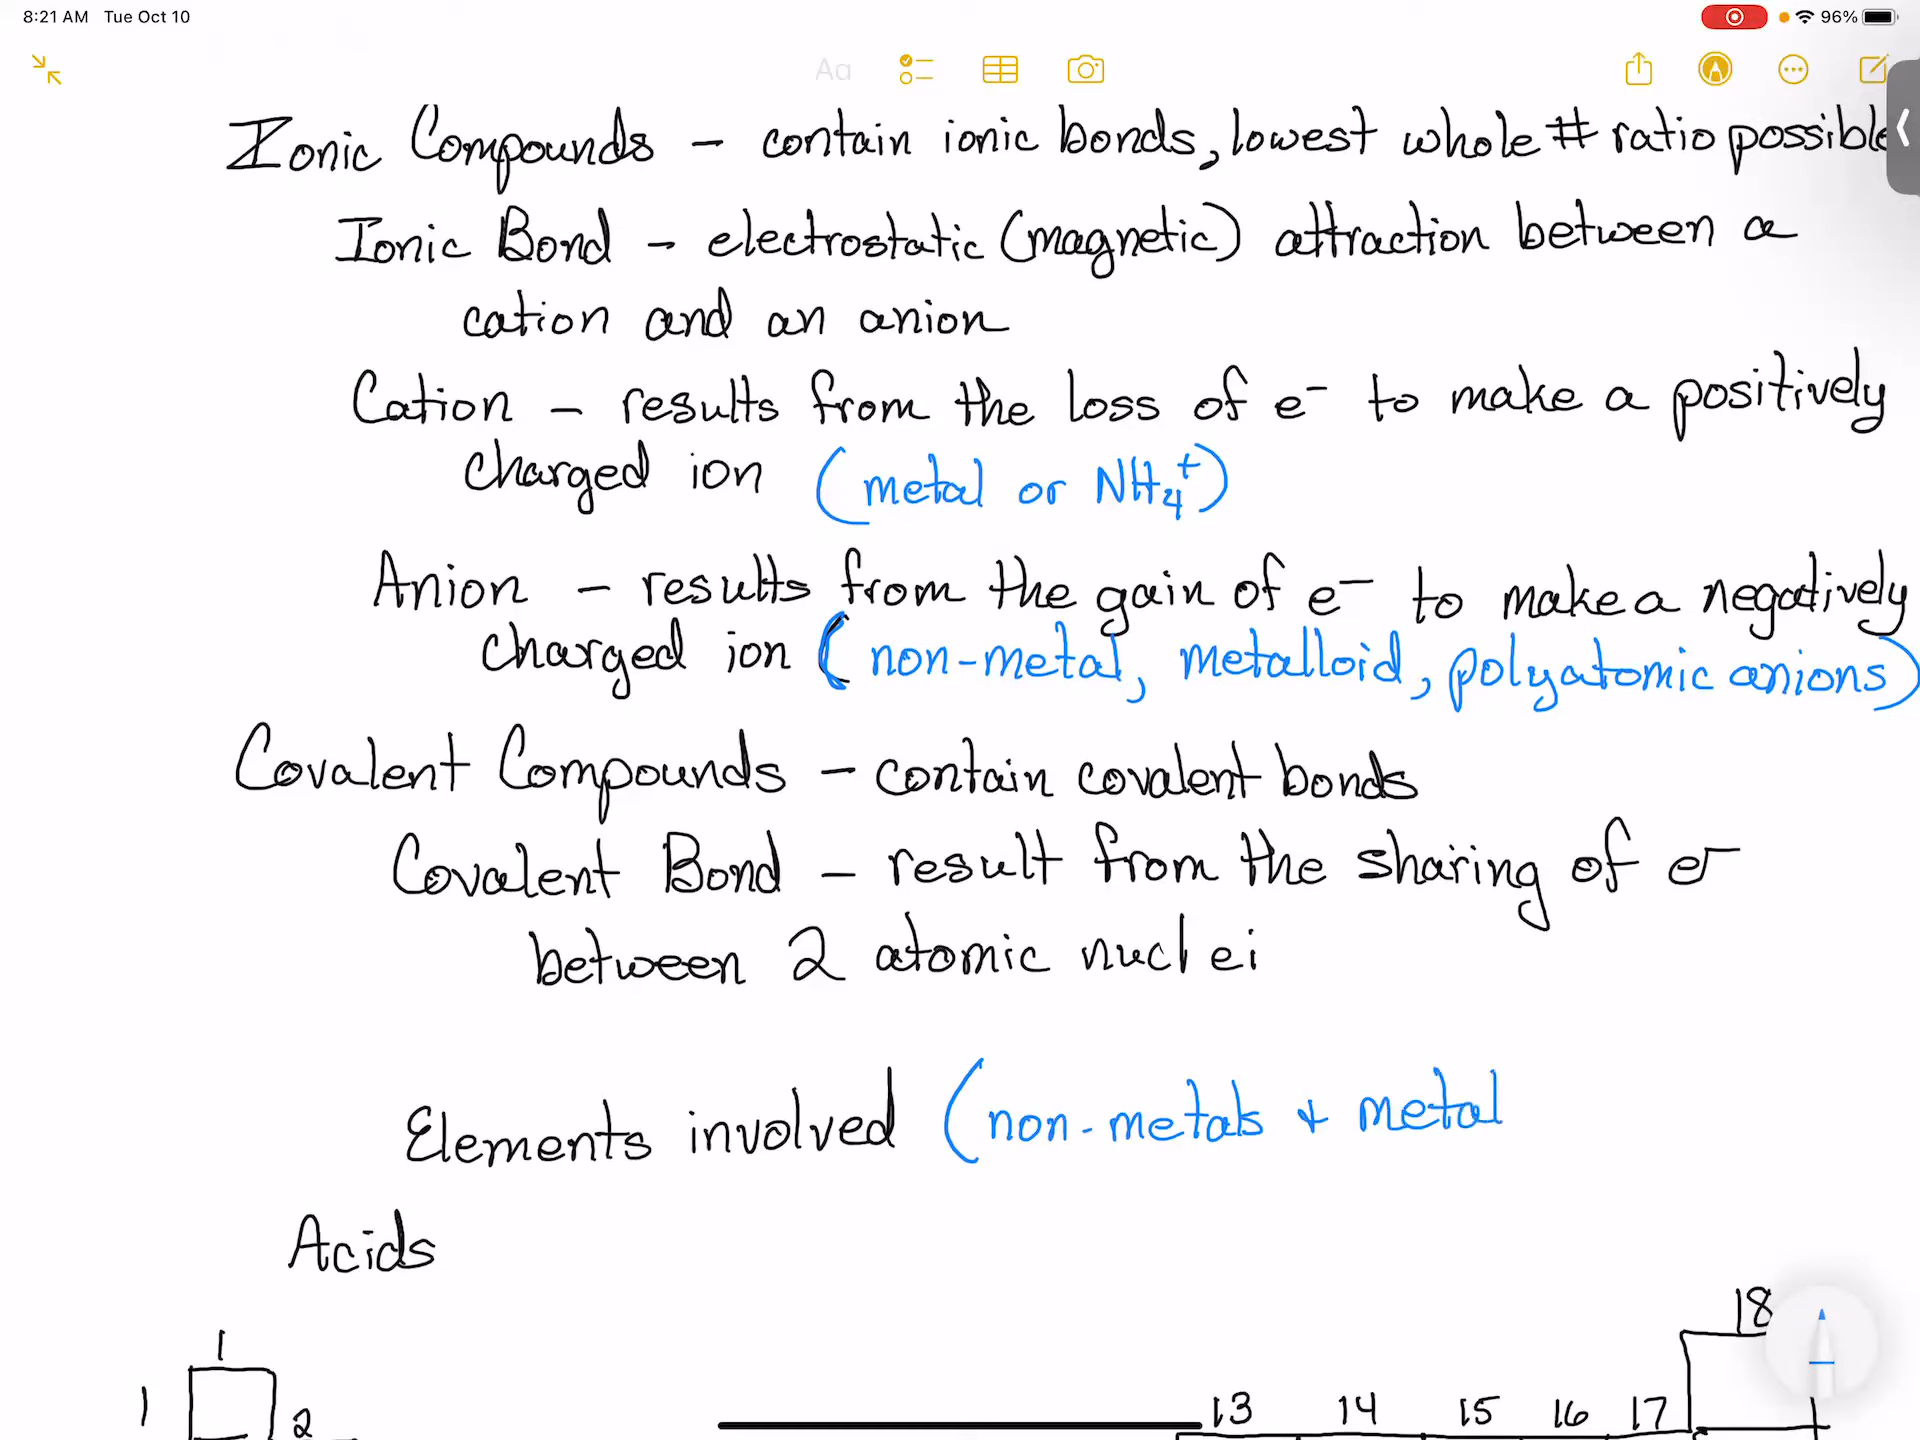 8:21 AM Tue Oct 10
96%
Aa
Ionic Compounds - contain ionic bonds, lowest whole # ratio possible
Ionic Bond - electrostatic (magnetic) attraction between a
cation and an anion
Cation - results from the loss of e⁻ to make a positively
charged ion (metal or NH₄⁺)
Anion - results from the gain of e⁻ to make a negatively
charged ion (non-metal, metalloid, polyatomic anions)
Covalent Compounds - contain covalent bonds
Covalent Bond - result from the sharing of e⁻
between 2 atomic nuclei
Elements involved (non-metals + metal
Acids
18
1
1 2 13 14 15 16 17